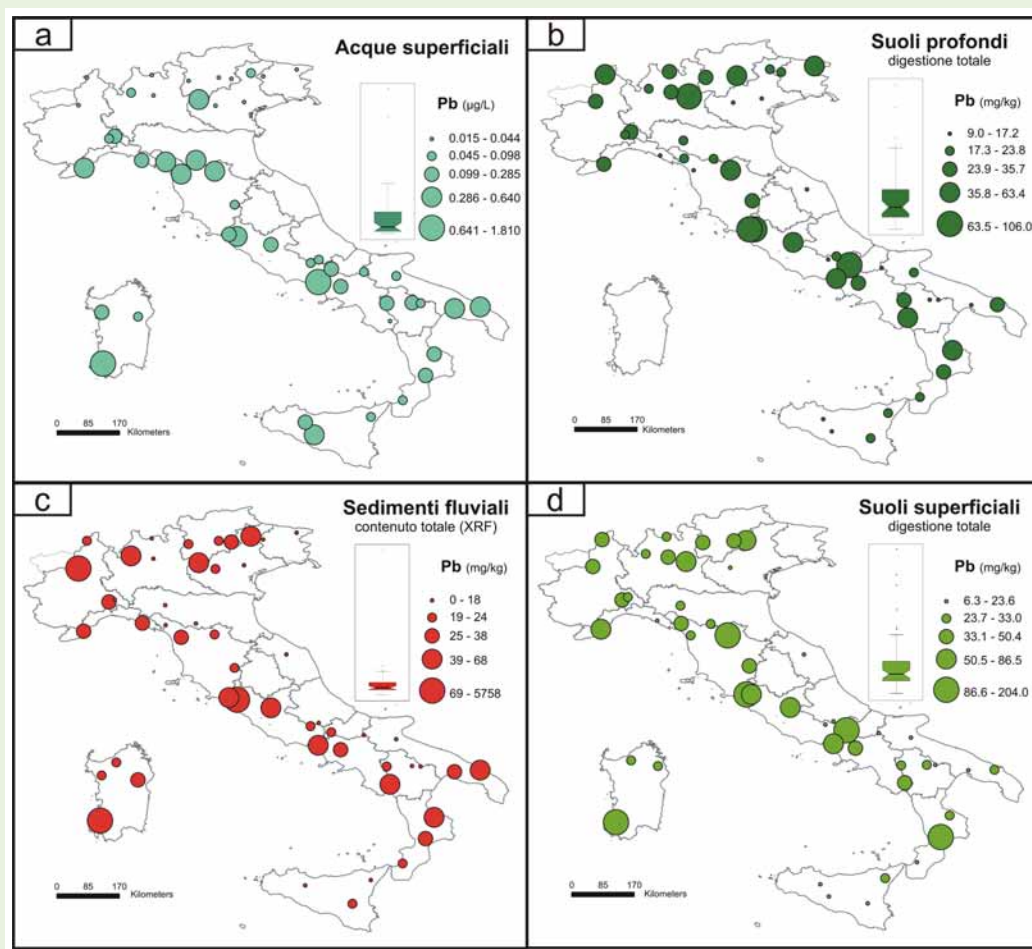 a
Acque superficiali
Pb (µg/L)
0.015 - 0.044
0.045 - 0.098
0.099 - 0.285
0.286 - 0.640
0.641 - 1.810
0 85 170
Kilometers
b
Suoli profondi
digestione totale
Pb (mg/kg)
9.0 - 17.2
17.3 - 23.8
23.9 - 35.7
35.8 - 63.4
63.5 - 106.0
0 85 170
Kilometers
c
Sedimenti fluviali
contenuto totale (XRF)
Pb (mg/kg)
0 - 18
19 - 24
25 - 38
39 - 68
69 - 5758
0 85 170
Kilometers
d
Suoli superficiali
digestione totale
Pb (mg/kg)
6.3 - 23.6
23.7 - 33.0
33.1 - 50.4
50.5 - 86.5
86.6 - 204.0
0 85 170
Kilometers